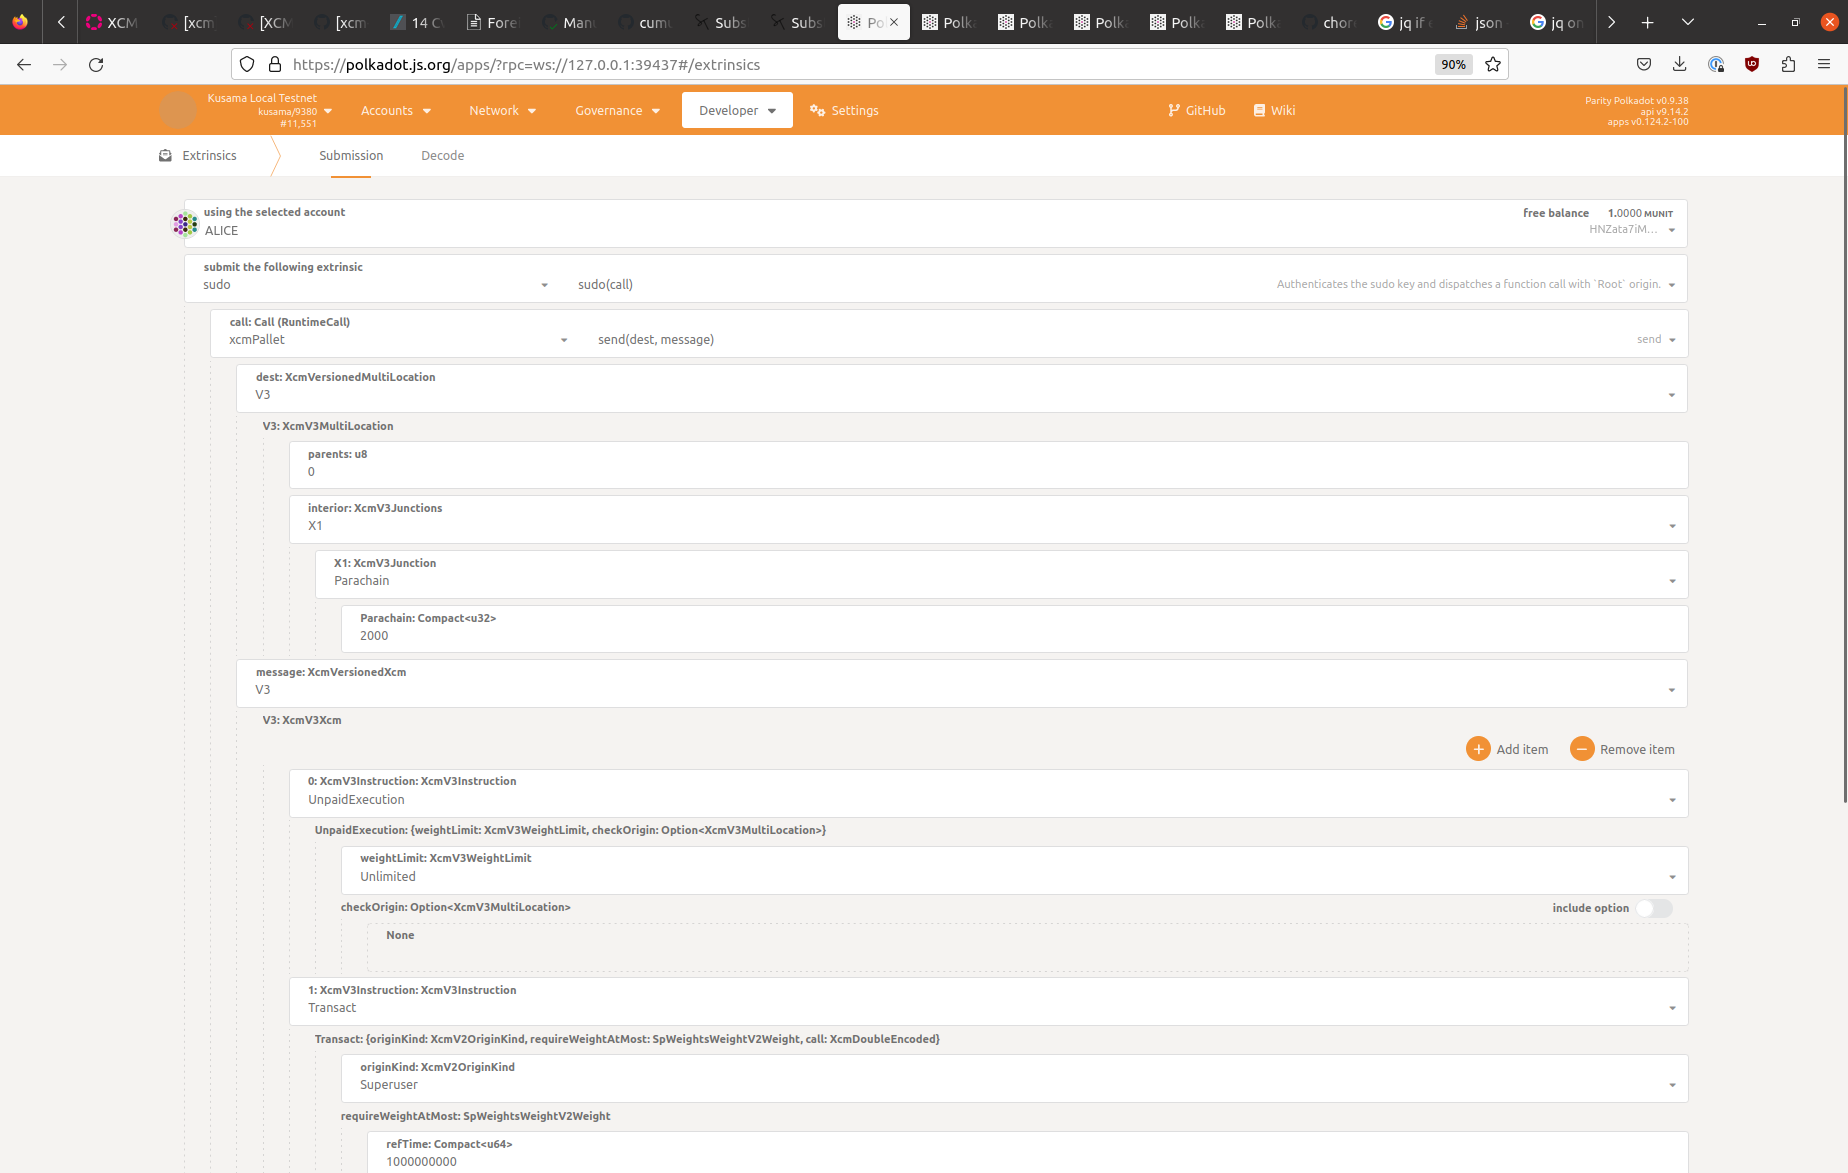 XCM
[xcm
[XCM
[xcm
14 C
Fore
Manu
cumu
Subs
Subs
Po
Polka
Polka
Polka
Polka
Polka
chor
jq if e
json
jq on
https://polkadot.js.org/apps/?rpc=ws://127.0.0.1:39437#/extrinsics
90%
Kusama Local Testnet
kusama/9380
#11,551
Accounts
Network
Governance
Developer
Settings
GitHub
Wiki
Parity Polkadot v0.9.38
api v9.14.2
apps v0.124.2-100
Extrinsics
Submission
Decode
using the selected account
ALICE
free balance 1.0000 MUNIT
HNZata7iM...
submit the following extrinsic
sudo
sudo(call)
Authenticates the sudo key and dispatches a function call with `Root` origin.
call: Call (RuntimeCall)
xcmPallet
send(dest, message)
send
dest: XcmVersionedMultiLocation
V3
V3: XcmV3MultiLocation
parents: u8
0
interior: XcmV3Junctions
X1
X1: XcmV3Junction
Parachain
Parachain: Compact<u32>
2000
message: XcmVersionedXcm
V3
V3: XcmV3Xcm
Add item
Remove item
0: XcmV3Instruction: XcmV3Instruction
UnpaidExecution
UnpaidExecution: {weightLimit: XcmV3WeightLimit, checkOrigin: Option<XcmV3MultiLocation>}
weightLimit: XcmV3WeightLimit
Unlimited
checkOrigin: Option<XcmV3MultiLocation>
include option
None
1: XcmV3Instruction: XcmV3Instruction
Transact
Transact: {originKind: XcmV2OriginKind, requireWeightAtMost: SpWeightsWeightV2Weight, call: XcmDoubleEncoded}
originKind: XcmV2OriginKind
Superuser
requireWeightAtMost: SpWeightsWeightV2Weight
refTime: Compact<u64>
1000000000